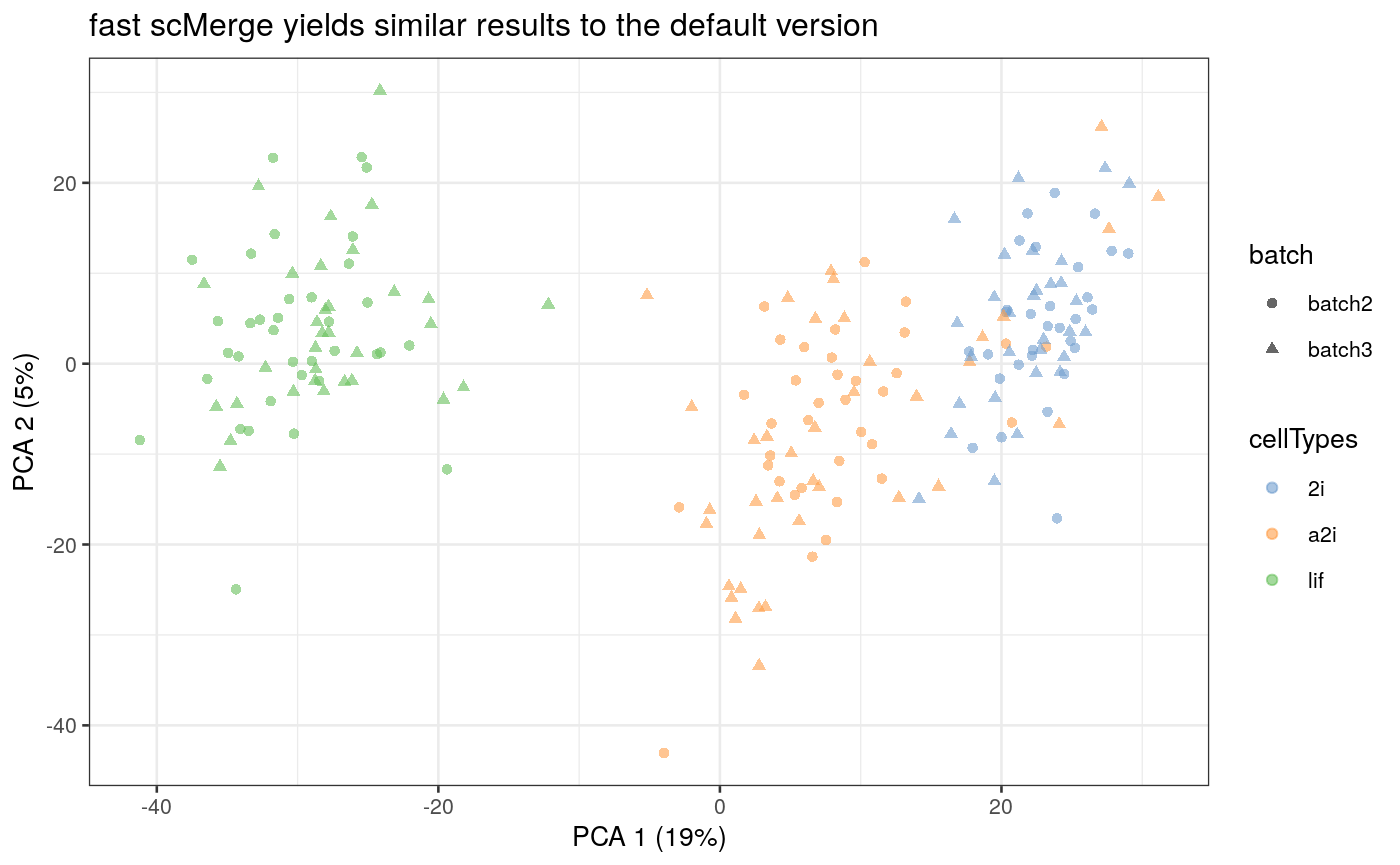 fast scMerge yields similar results to the default version
20
0
-20
-40
PCA 2 (5%)
-40
-20
0
20
PCA 1 (19%)
batch
batch2
batch3
cellTypes
2i
a2i
lif